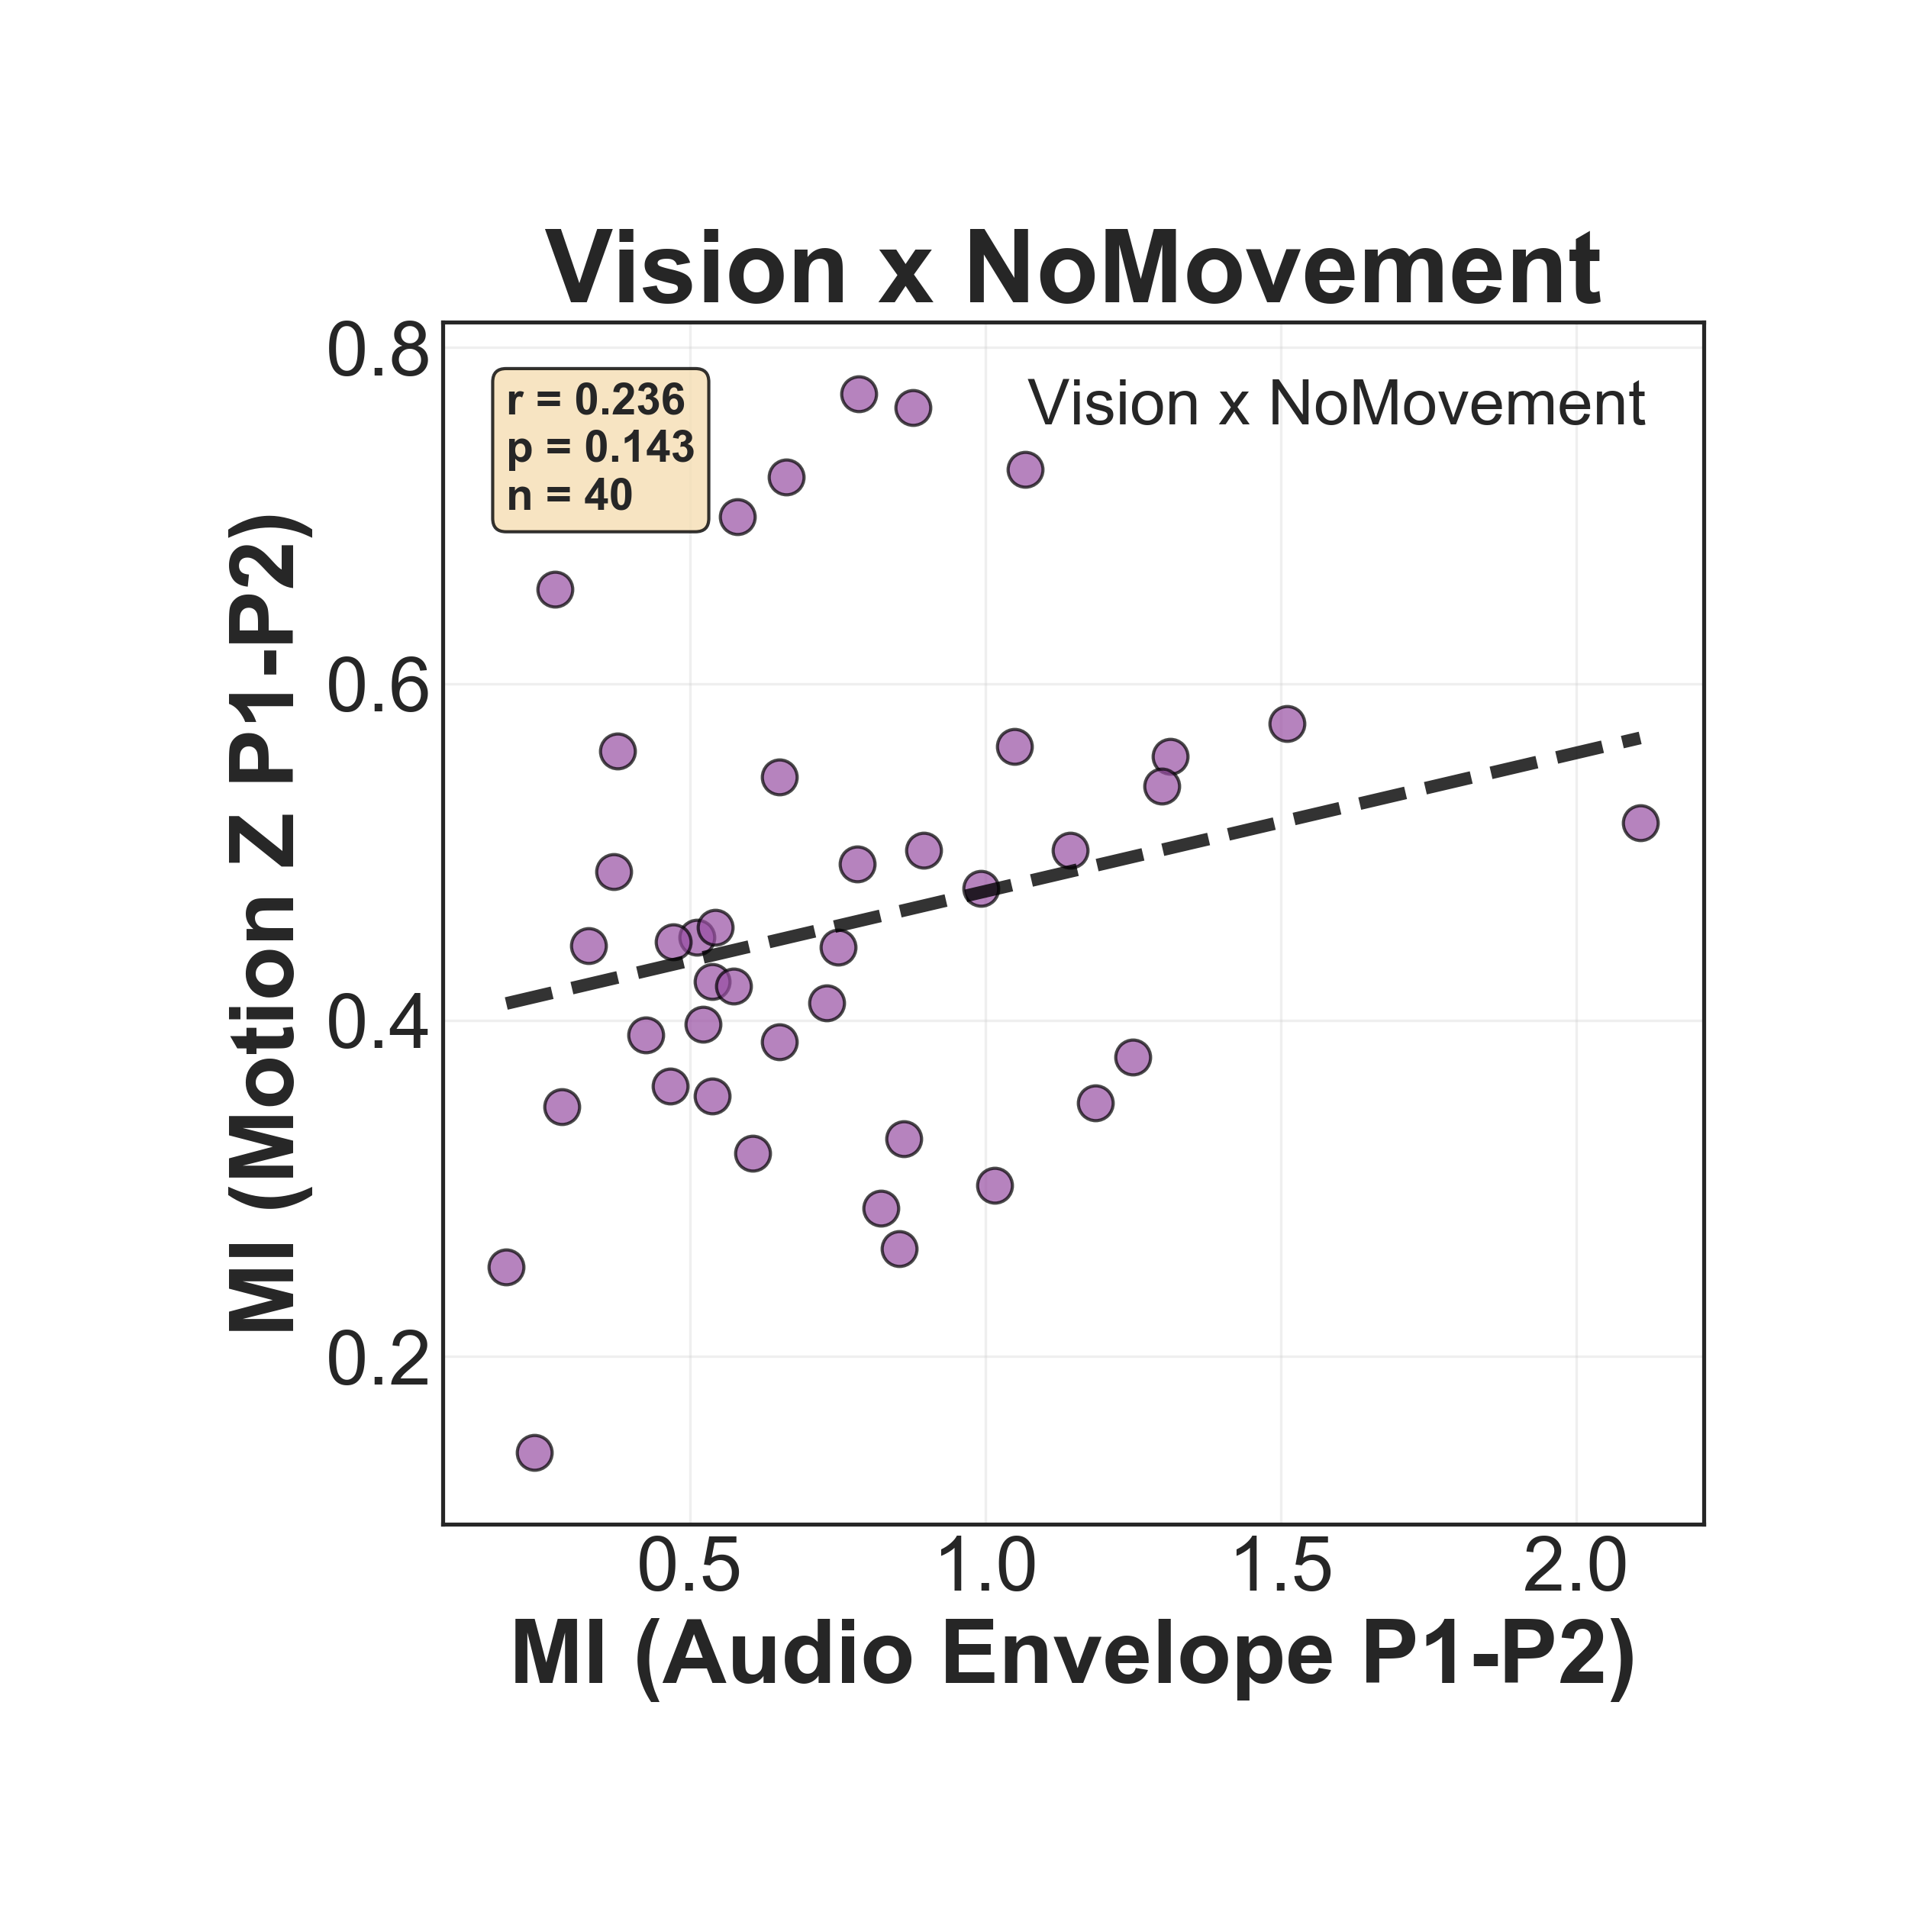 Vision x NoMovement
r = 0.236
p = 0.143
n = 40
Vision x NoMovement
MI (Motion Z P1-P2)
0.8
0.6
0.4
0.2
0.5 1.0 1.5 2.0
MI (Audio Envelope P1-P2)